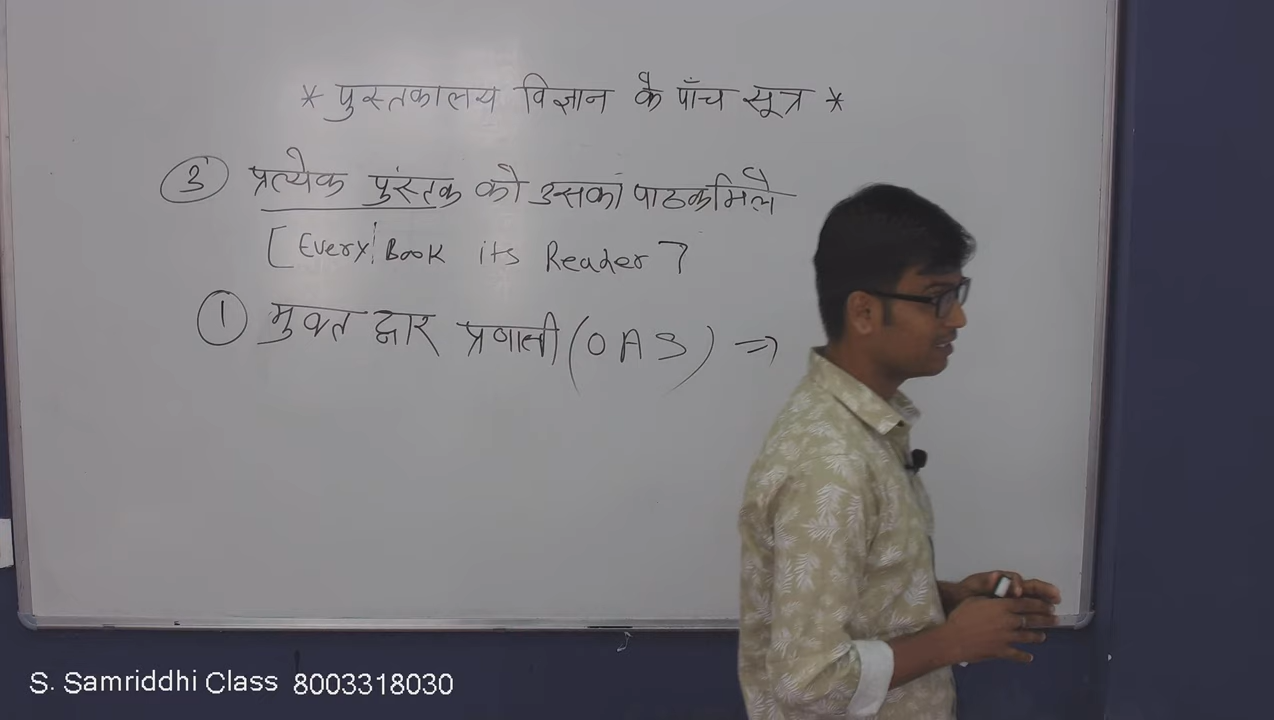 * पुस्तकालय विज्ञान के पाँच सूत्र *
3 प्रत्येक पुस्तक को उसका पाठक मिले
[Every Book its Reader]
1 मुक्त द्वार प्रणाली (OAS) ⇒
S. Samriddhi Class 8003318030